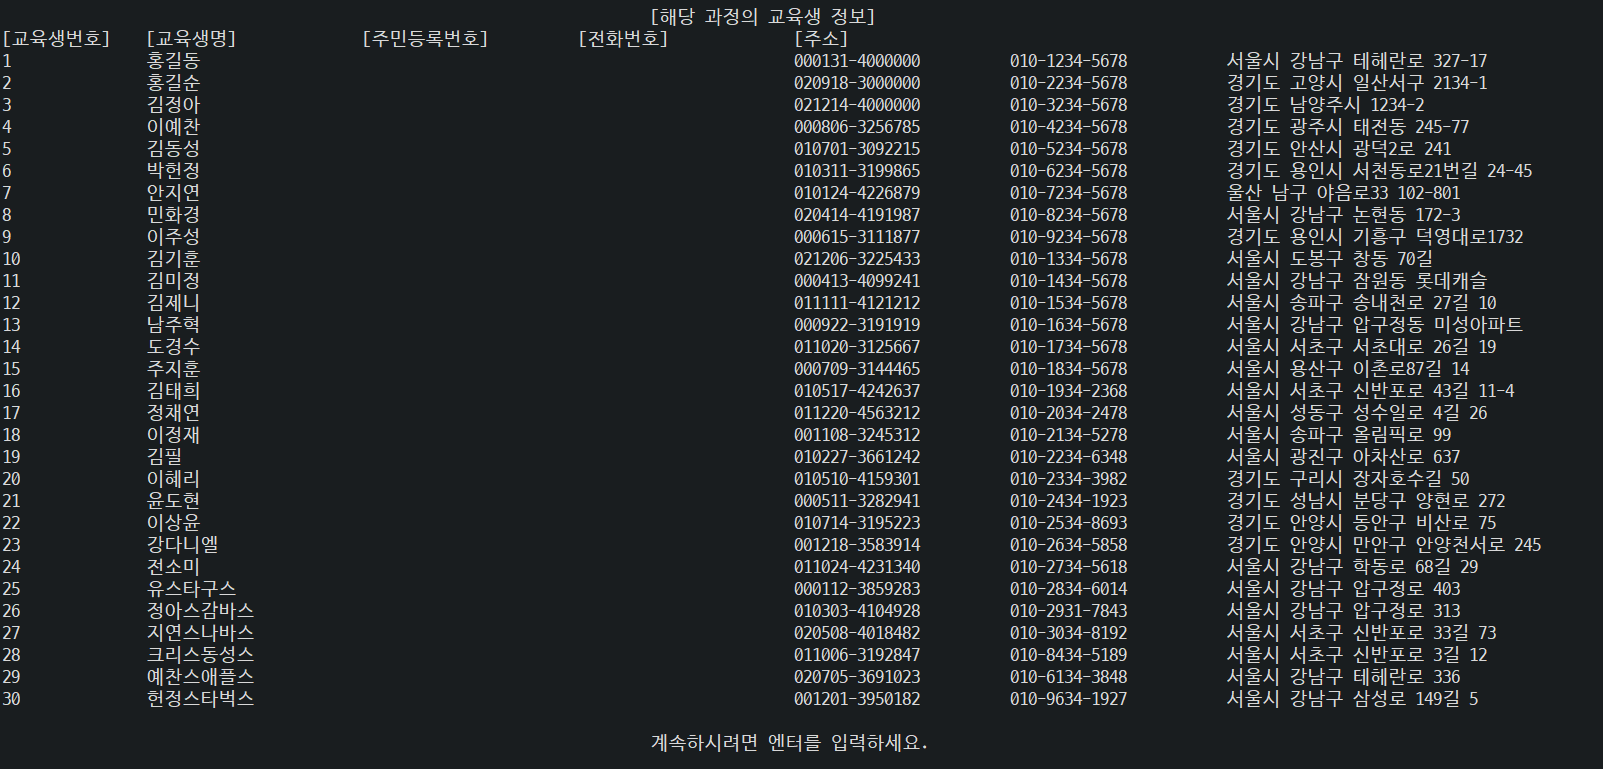 [해당 과정의 교육생 정보]
[교육생번호] [교육생명] [주민등록번호] [전화번호] [주소]
1 홍길동 000131-4000000 010-1234-5678 서울시 강남구 테헤란로 327-17
2 홍길순 020918-3000000 010-2234-5678 경기도 고양시 일산서구 2134-1
3 김정아 021214-4000000 010-3234-5678 경기도 남양주시 1234-2
4 이예찬 000806-3256785 010-4234-5678 경기도 광주시 태전동 245-77
5 김동성 010701-3092215 010-5234-5678 경기도 안산시 광덕2로 241
6 박헌정 010311-3199865 010-6234-5678 경기도 용인시 서천동로21번길 24-45
7 안지연 010124-4226879 010-7234-5678 울산 남구 야음로33 102-801
8 민화경 020414-4191987 010-8234-5678 서울시 강남구 논현동 172-3
9 이주성 000615-3111877 010-9234-5678 경기도 용인시 기흥구 덕영대로1732
10 김기훈 021206-3225433 010-1334-5678 서울시 도봉구 창동 70길
11 김미정 000413-4099241 010-1434-5678 서울시 강남구 잠원동 롯데캐슬
12 김제니 011111-4121212 010-1534-5678 서울시 송파구 송내천로 27길 10
13 남주혁 000922-3191919 010-1634-5678 서울시 강남구 압구정동 미성아파트
14 도경수 011020-3125667 010-1734-5678 서울시 서초구 서초대로 26길 19
15 주지훈 000709-3144465 010-1834-5678 서울시 용산구 이촌로87길 14
16 김태희 010517-4242637 010-1934-2368 서울시 서초구 신반포로 43길 11-4
17 정채연 011220-4563212 010-2034-2478 서울시 성동구 성수일로 4길 26
18 이정재 001108-3245312 010-2134-5278 서울시 송파구 올림픽로 99
19 김필 010227-3661242 010-2234-6348 서울시 광진구 아차산로 637
20 이혜리 010510-4159301 010-2334-3982 경기도 구리시 장자호수길 50
21 윤도현 000511-3282941 010-2434-1923 경기도 성남시 분당구 양현로 272
22 이상윤 010714-3195223 010-2534-8693 경기도 안양시 동안구 비산로 75
23 강다니엘 001218-3583914 010-2634-5858 경기도 안양시 만안구 안양천서로 245
24 전소미 011024-4231340 010-2734-5618 서울시 강남구 학동로 68길 29
25 유스타구스 000112-3859283 010-2834-6014 서울시 강남구 압구정로 403
26 정아스감바스 010303-4104928 010-2931-7843 서울시 강남구 압구정로 313
27 지연스나바스 020508-4018482 010-3034-8192 서울시 서초구 신반포로 33길 73
28 크리스동성스 011006-3192847 010-8434-5189 서울시 서초구 신반포로 3길 12
29 예찬스애플스 020705-3691023 010-6134-3848 서울시 강남구 테헤란로 336
30 헌정스타벅스 001201-3950182 010-9634-1927 서울시 강남구 삼성로 149길 5
계속하시려면 엔터를 입력하세요.